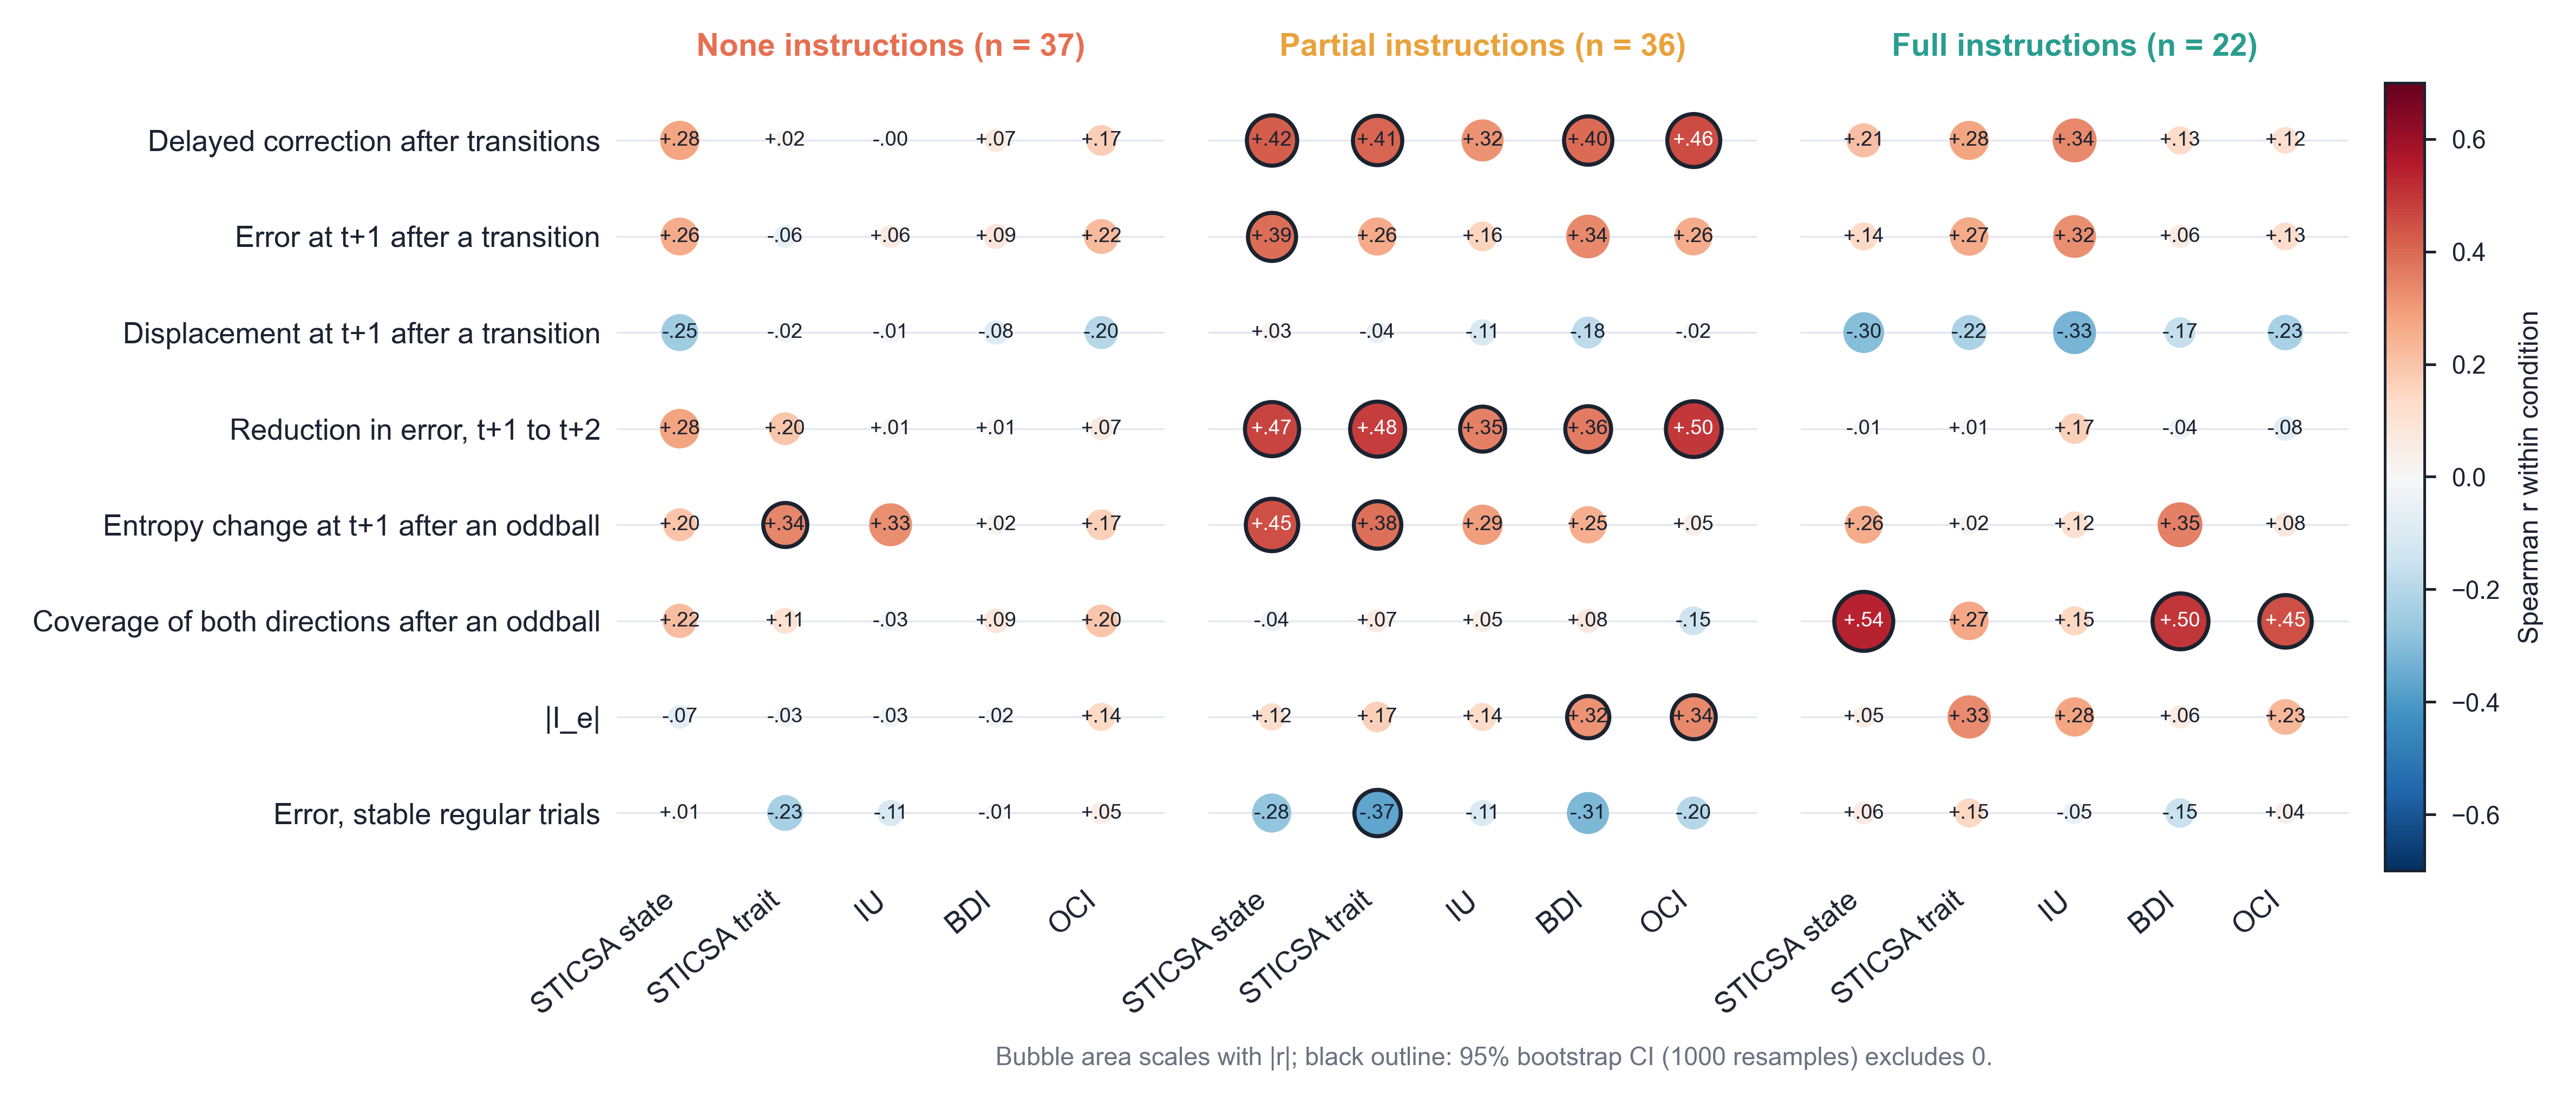 None instructions (n = 37)
Partial instructions (n = 36)
Full instructions (n = 22)
Delayed correction after transitions
+.28 +.02 -.00 +.07 +.17
+.42 +.41 +.32 +.40 +.46
+.21 +.28 +.34 +.13 +.12
Error at t+1 after a transition
+.26 -.06 +.06 +.09 +.22
+.39 +.26 +.16 +.34 +.26
+.14 +.27 +.32 +.06 +.13
Displacement at t+1 after a transition
-.25 -.02 -.01 -.08 -.20
+.03 -.04 -.11 -.18 -.02
-.30 -.22 -.33 -.17 -.23
Reduction in error, t+1 to t+2
+.28 +.20 +.01 +.01 +.07
+.47 +.48 +.35 +.36 +.50
-.01 +.01 +.17 -.04 -.08
Entropy change at t+1 after an oddball
+.20 +.34 +.33 +.02 +.17
+.45 +.38 +.29 +.25 +.05
+.26 +.02 +.12 +.35 +.08
Coverage of both directions after an oddball
+.22 +.11 -.03 +.09 +.20
-.04 +.07 +.05 +.08 -.15
+.54 +.27 +.15 +.50 +.45
|I_e|
-.07 -.03 -.03 -.02 +.14
+.12 +.17 +.14 +.32 +.34
+.05 +.33 +.28 +.06 +.23
Error, stable regular trials
+.01 -.23 -.11 -.01 +.05
-.28 -.37 -.11 -.31 -.20
+.06 +.15 -.05 -.15 +.04
STICSA state
STICSA trait
IU
BDI
OCI
STICSA state
STICSA trait
IU
BDI
OCI
STICSA state
STICSA trait
IU
BDI
OCI
0.6
0.4
0.2
0.0
−0.2
−0.4
−0.6
Spearman r within condition
Bubble area scales with |r|; black outline: 95% bootstrap CI (1000 resamples) excludes 0.